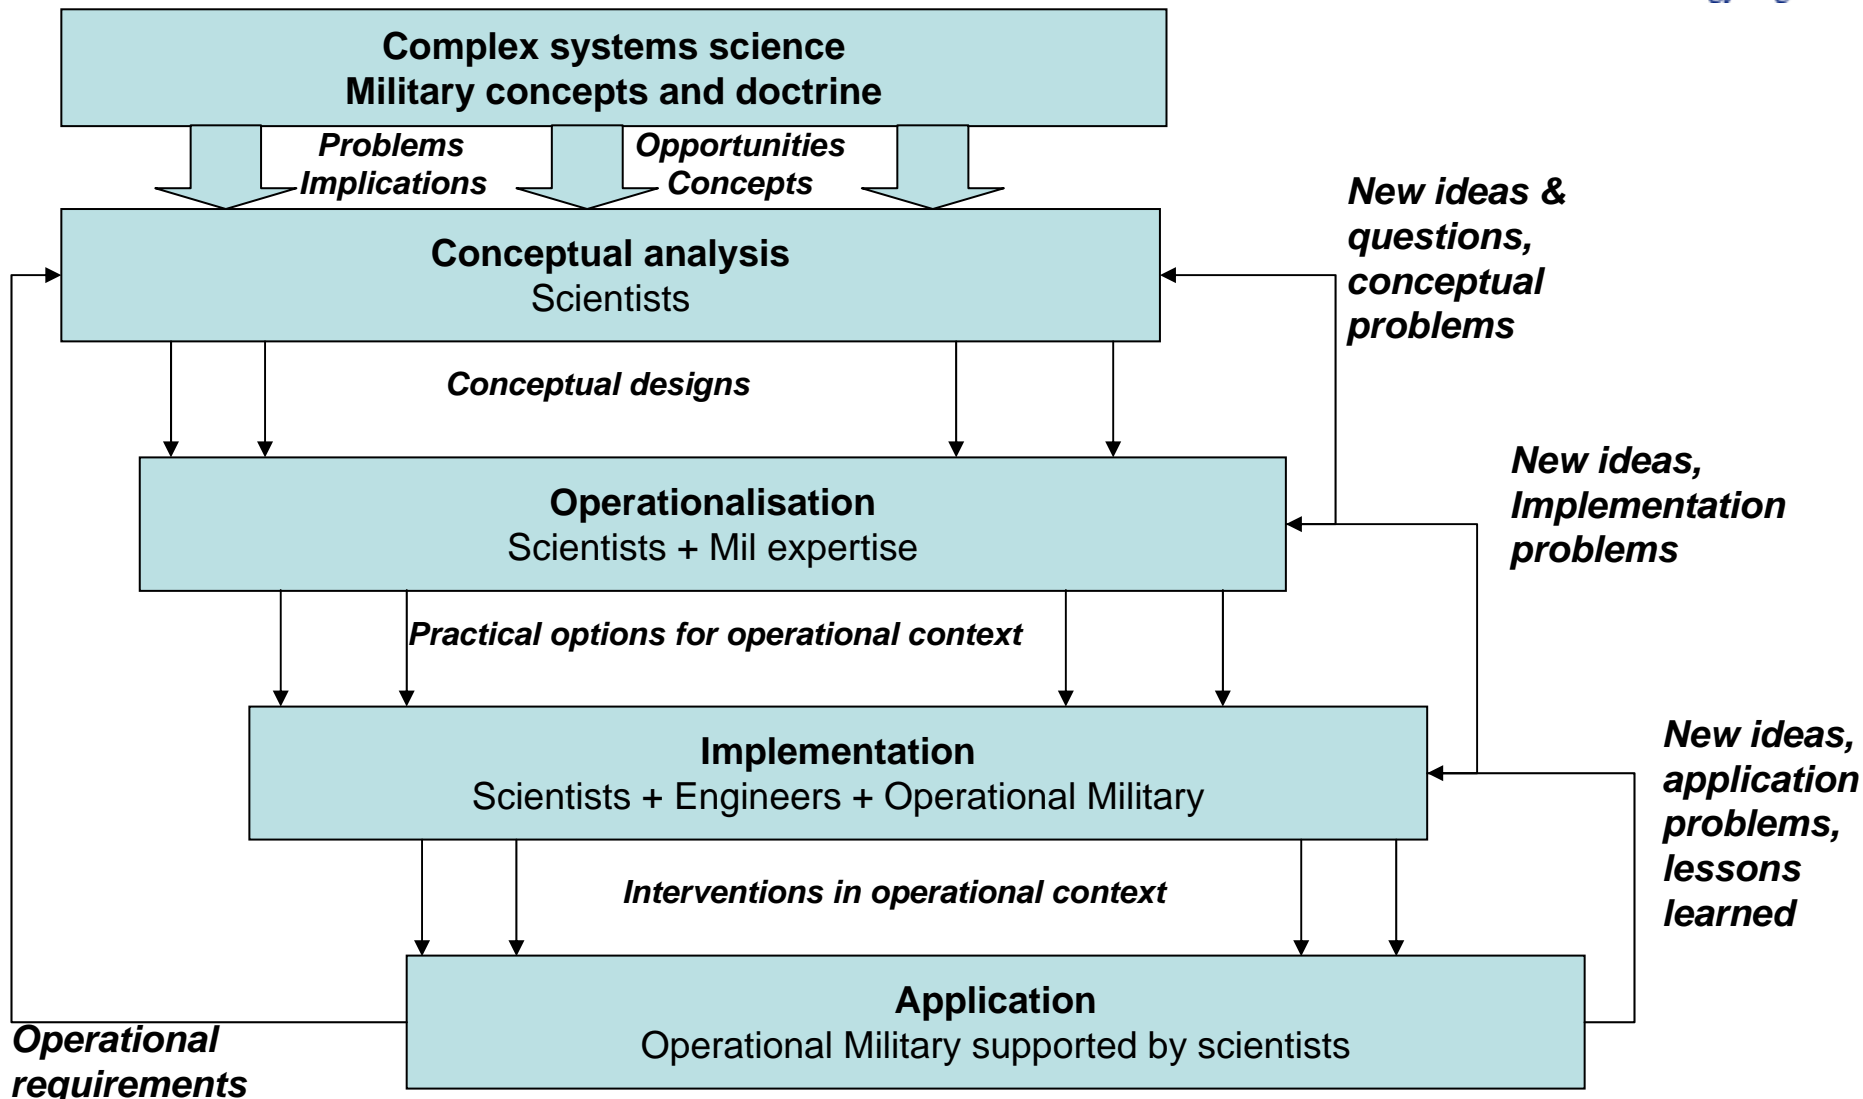 Complex systems science
Military concepts and doctrine
Problems
Implications
Opportunities
Concepts
New ideas &
questions,
conceptual
problems
Conceptual analysis
Scientists
Conceptual designs
New ideas,
Implementation
problems
Operationalisation
Scientists + Mil expertise
Practical options for operational context
New ideas,
application
problems,
lessons
learned
Implementation
Scientists + Engineers + Operational Military
Interventions in operational context
Application
Operational Military supported by scientists
Operational
requirements